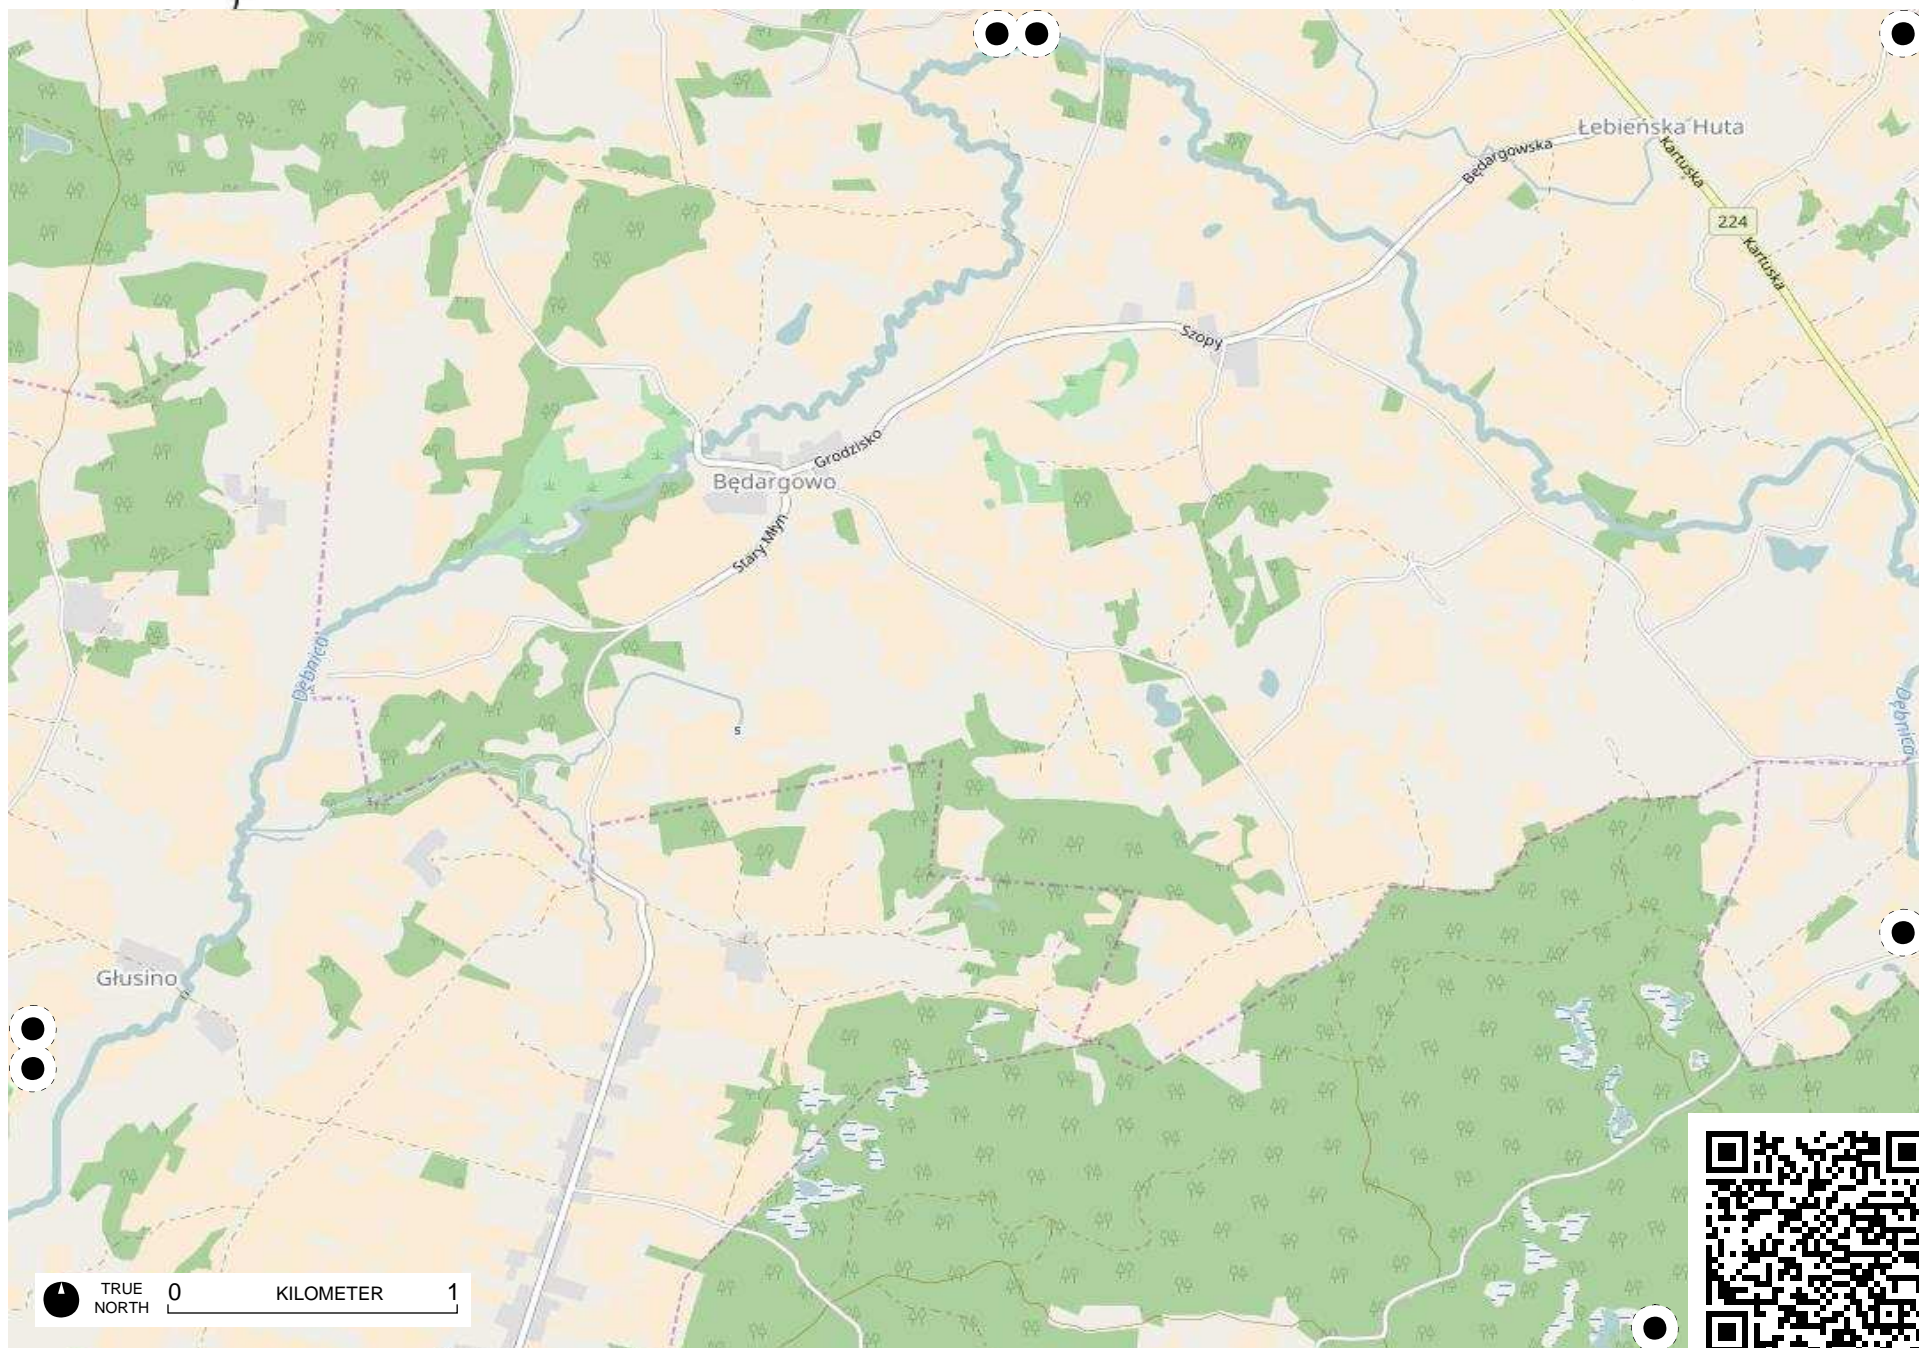 Łebieńska Huta
Będargowska
Kartuska
224
Kartuska
Szopy
Grodzisko
Będargowo
Stary Młyn
Dębnica
Dębnica
s
Głusino
TRUE
NORTH
0 KILOMETER 1